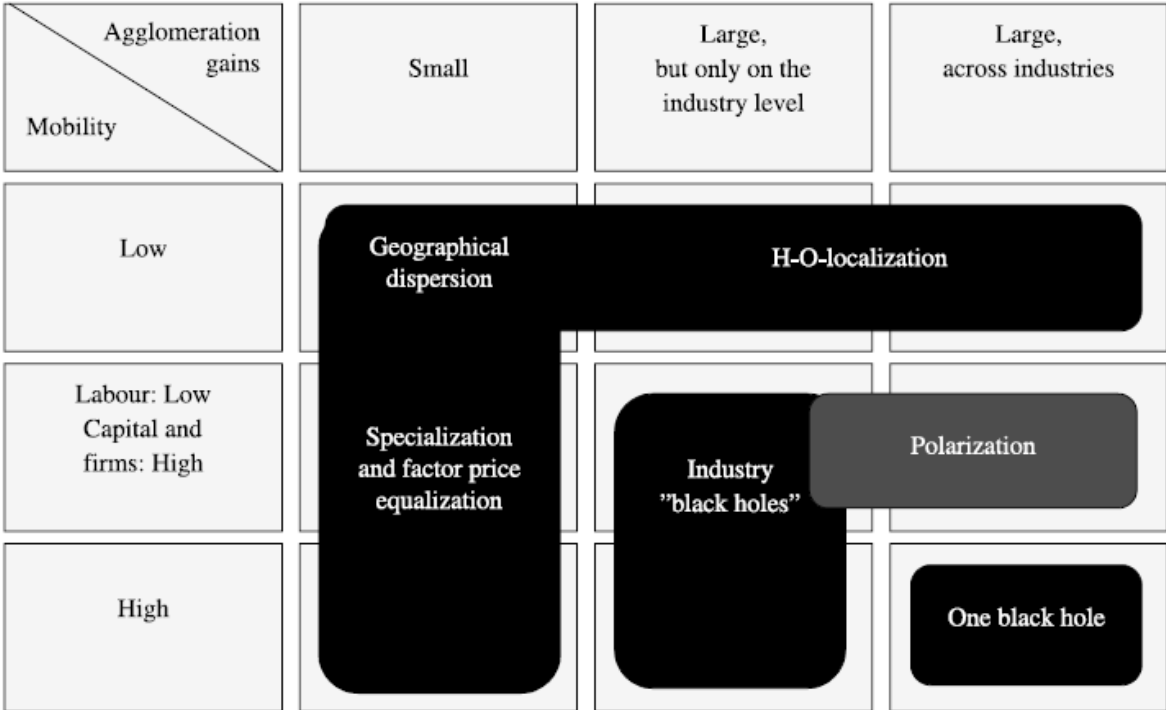 Agglomeration
gains
Mobility
Small
Large,
but only on the
industry level
Large,
across industries
Low
Geographical
dispersion
H-O-localization
Labour: Low
Capital and
firms: High
Specialization
and factor price
equalization
Industry
”black holes”
Polarization
High
One black hole